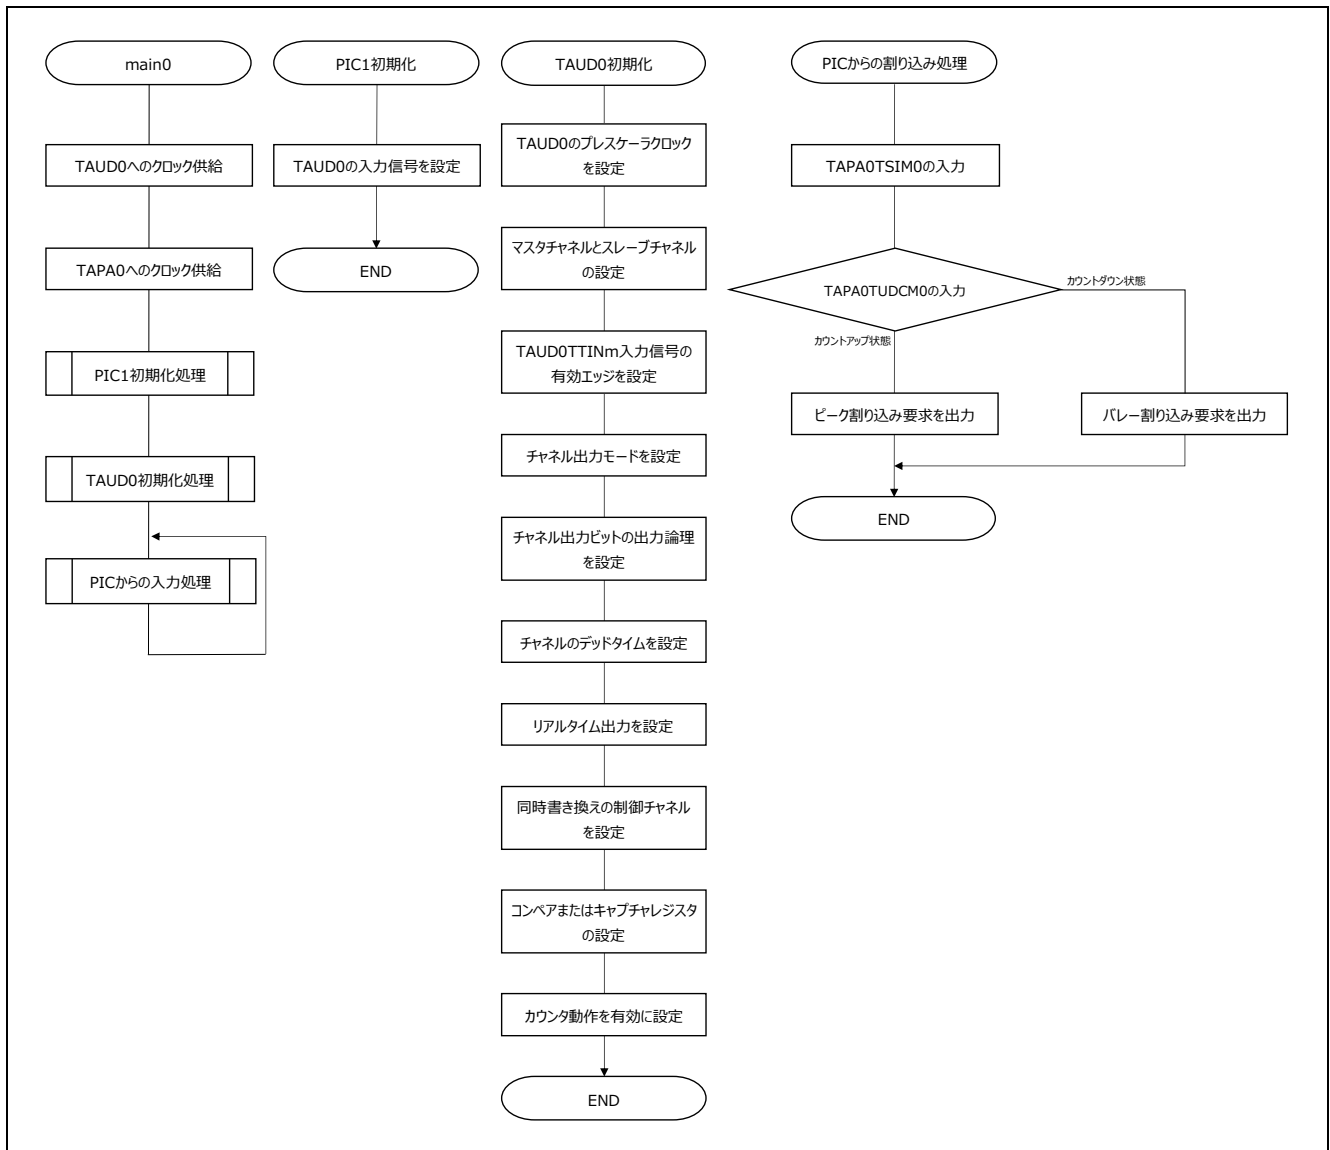 main0
TAUD0へのクロック供給
TAPA0へのクロック供給
PIC1初期化処理
TAUD0初期化処理
PICからの入力処理
PIC1初期化
TAUD0の入力信号を設定
END
TAUD0初期化
TAUD0のプレスケーラクロック
を設定
マスタチャネルとスレーブチャネル
の設定
TAUD0TTINm入力信号の
有効エッジを設定
チャネル出力モードを設定
チャネル出力ビットの出力論理
を設定
チャネルのデッドタイムを設定
リアルタイム出力を設定
同時書き換えの制御チャネル
を設定
コンペアまたはキャプチャレジスタ
の設定
カウンタ動作を有効に設定
END
PICからの割り込み処理
TAPA0TSIM0の入力
TAPA0TUDCM0の入力
カウントダウン状態
カウントアップ状態
ピーク割り込み要求を出力
バレー割り込み要求を出力
END